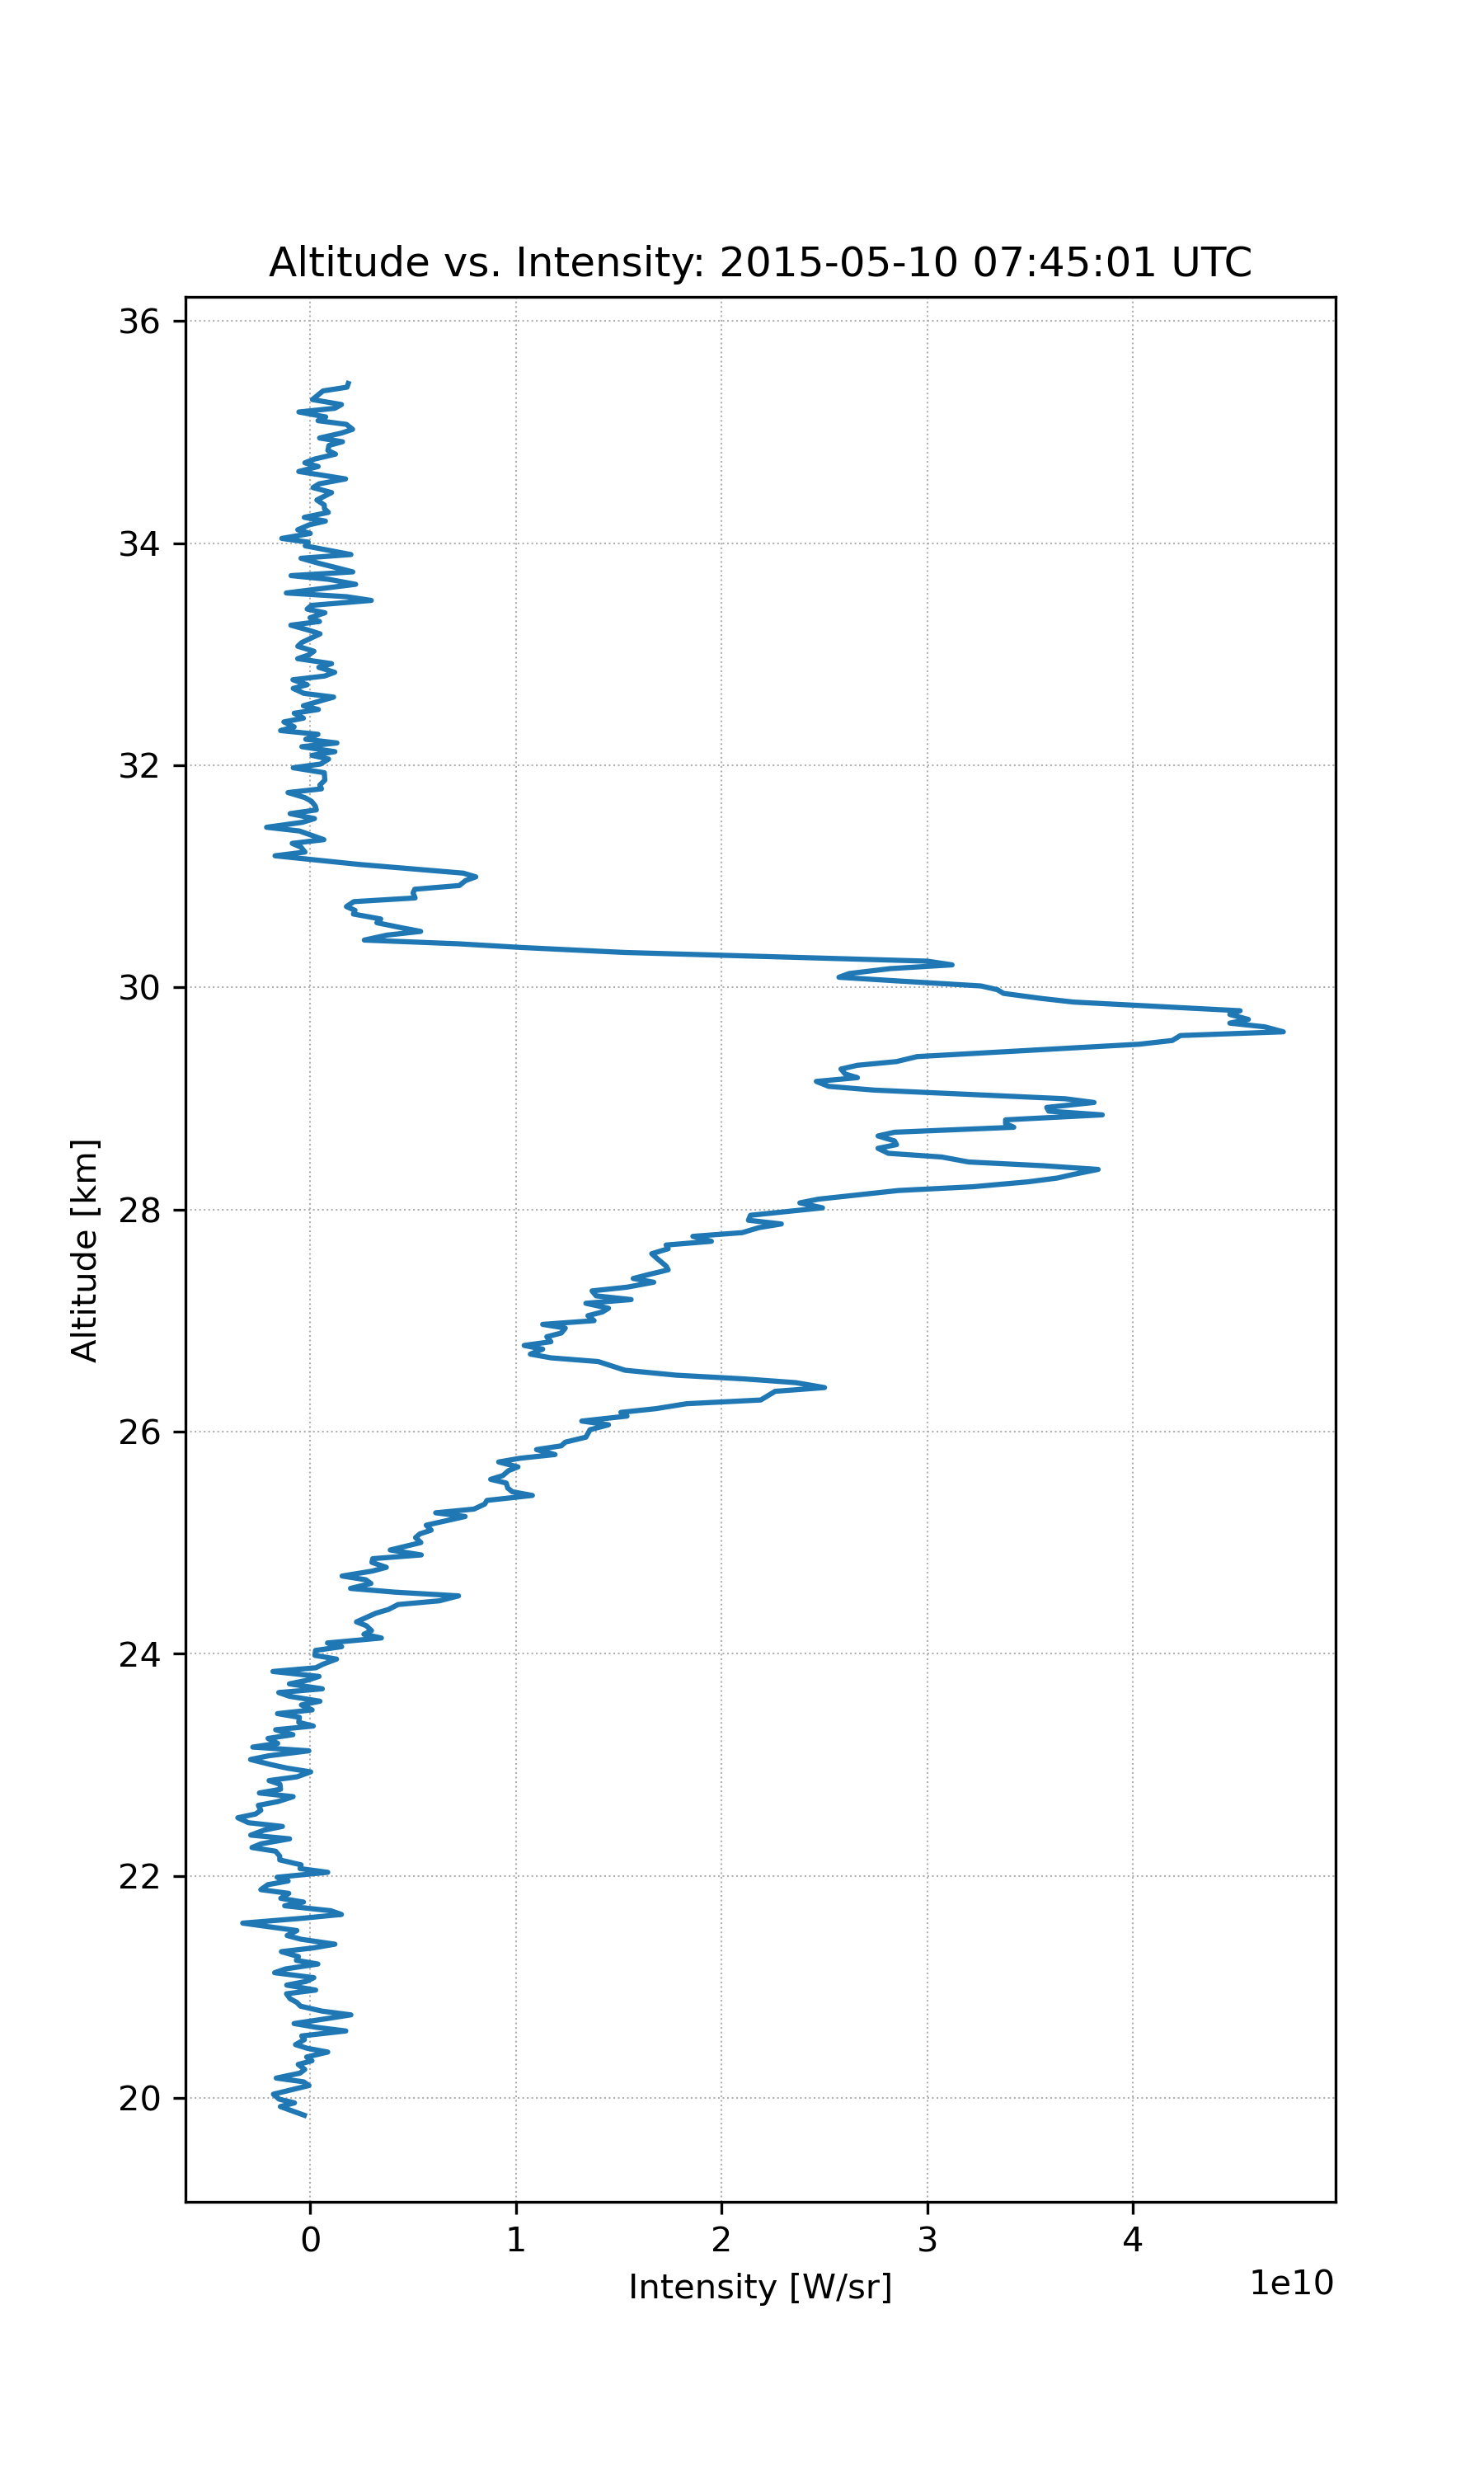 Altitude vs. Intensity: 2015-05-10 07:45:01 UTC
36
34
32
30
28
26
24
22
20
Altitude [km]
0 1 2 3 4
Intensity [W/sr]
1e10